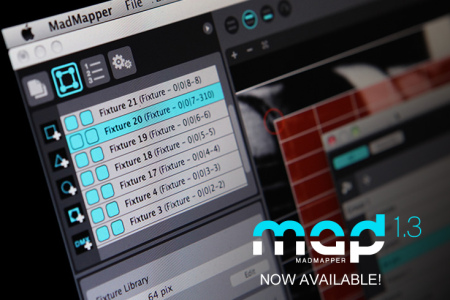 MadMapper File
Fixture 21 (Fixture - 0|0|8-8)
Fixture 20 (Fixture - 0|0|7-310)
Fixture 19 (Fixture - 0|0|6-6)
Fixture 18 (Fixture - 0|0|5-5)
Fixture 17 (Fixture - 0|0|4-4)
Fixture 4 (Fixture - 0|0|3-3)
Fixture 3 (Fixture - 0|0|2-2)
DMX
Fixture Library
Edit
64 pix
mad 1.3
MADMAPPER
NOW AVAILABLE!